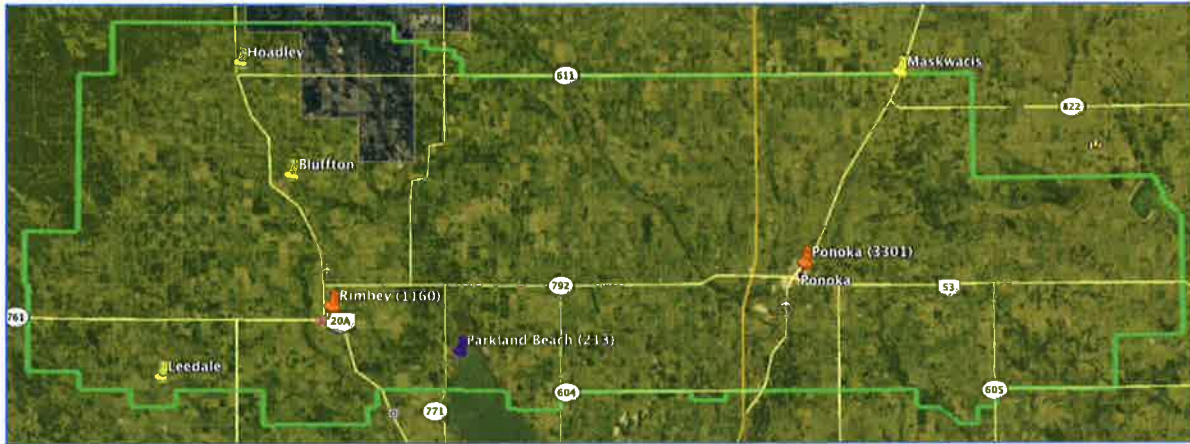 Hoadley
Maskwacis
611
822
Bluffton
Ponoka (3301)
Ponoka
792
53
Rimbey (1160)
761
20A
Parkland Beach (213)
Leedale
604
605
771